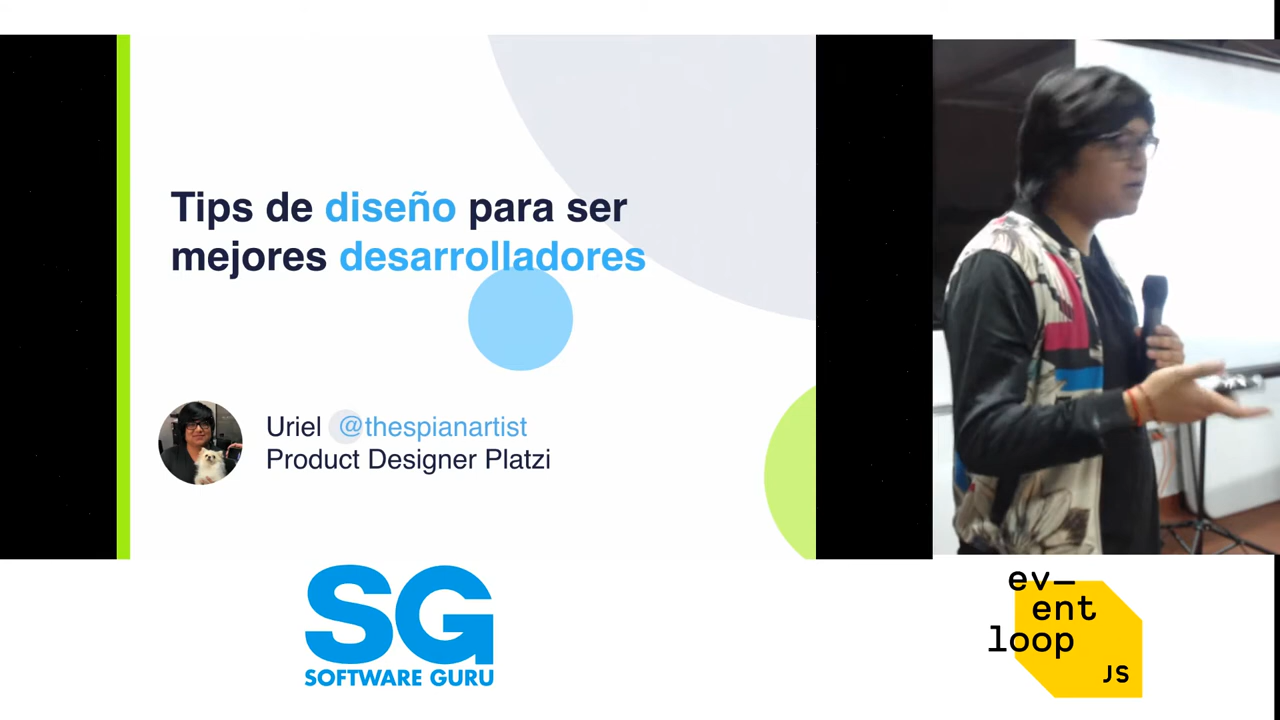 Tips de diseño para ser
mejores desarrolladores
Uriel @thespianartist
Product Designer Platzi
SG
SOFTWARE GURU
ev—
ent
loop
JS